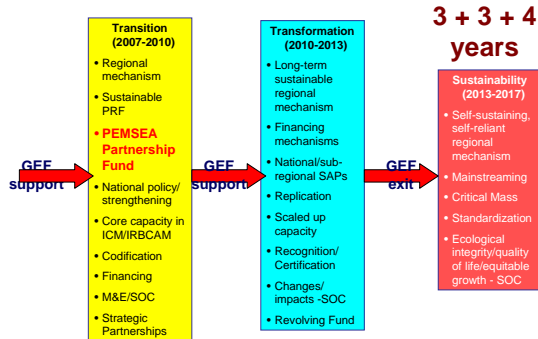 3 + 3 + 4
years
GEF
support
Transition
(2007-2010)
• Regional
mechanism
• Sustainable
PRF
• PEMSEA
Partnership
Fund
• National policy/
strengthening
• Core capacity in
ICM/IRBCAM
• Codification
• Financing
• M&E/SOC
• Strategic
Partnerships
GEF
support
Transformation
(2010-2013)
• Long-term
sustainable
regional
mechanism
• Financing
mechanisms
• National/sub-
regional SAPs
• Replication
• Scaled up
capacity
• Recognition/
Certification
• Changes/
impacts -SOC
• Revolving Fund
GEF
exit
Sustainability
(2013-2017)
• Self-sustaining,
self-reliant
regional
mechanism
• Mainstreaming
• Critical Mass
• Standardization
• Ecological
integrity/quality
of life/equitable
growth - SOC